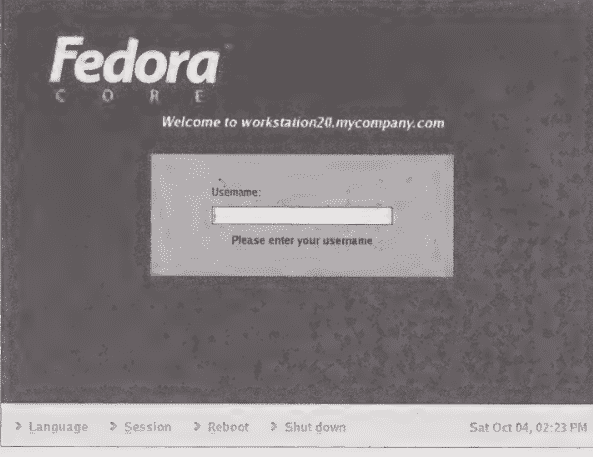 Fedora
CORE
Welcome to workstation20.mycompany.com
Username:
Please enter your username
> Language > Session > Reboot > Shut down Sat Oct 04, 02:23 PM